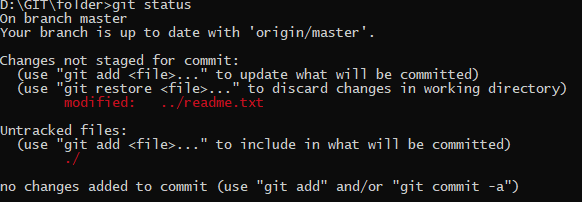 D:\GIT\folder>git status
On branch master
Your branch is up to date with 'origin/master'.
Changes not staged for commit:
(use "git add <file>..." to update what will be committed)
(use "git restore <file>..." to discard changes in working directory)
modified:   ../readme.txt
Untracked files:
(use "git add <file>..." to include in what will be committed)
./
no changes added to commit (use "git add" and/or "git commit -a")